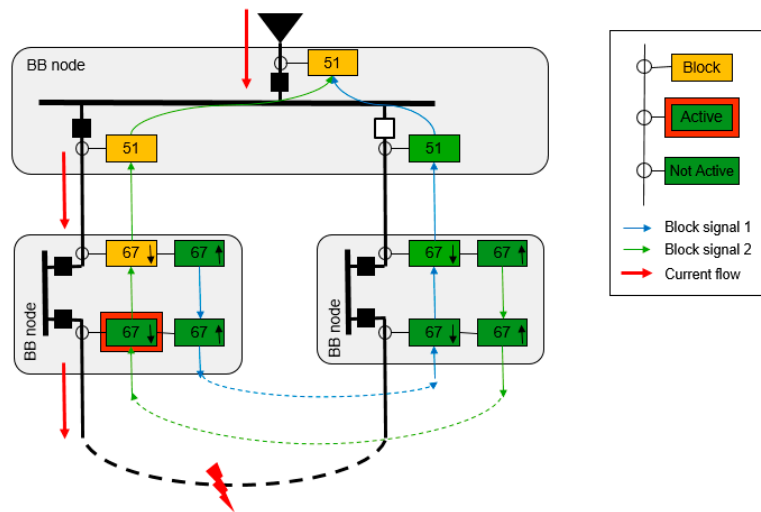 BB node
51
51
51
BB node
67
67
67
67
BB node
67
67
67
67
Block
Active
Not Active
Block signal 1
Block signal 2
Current flow